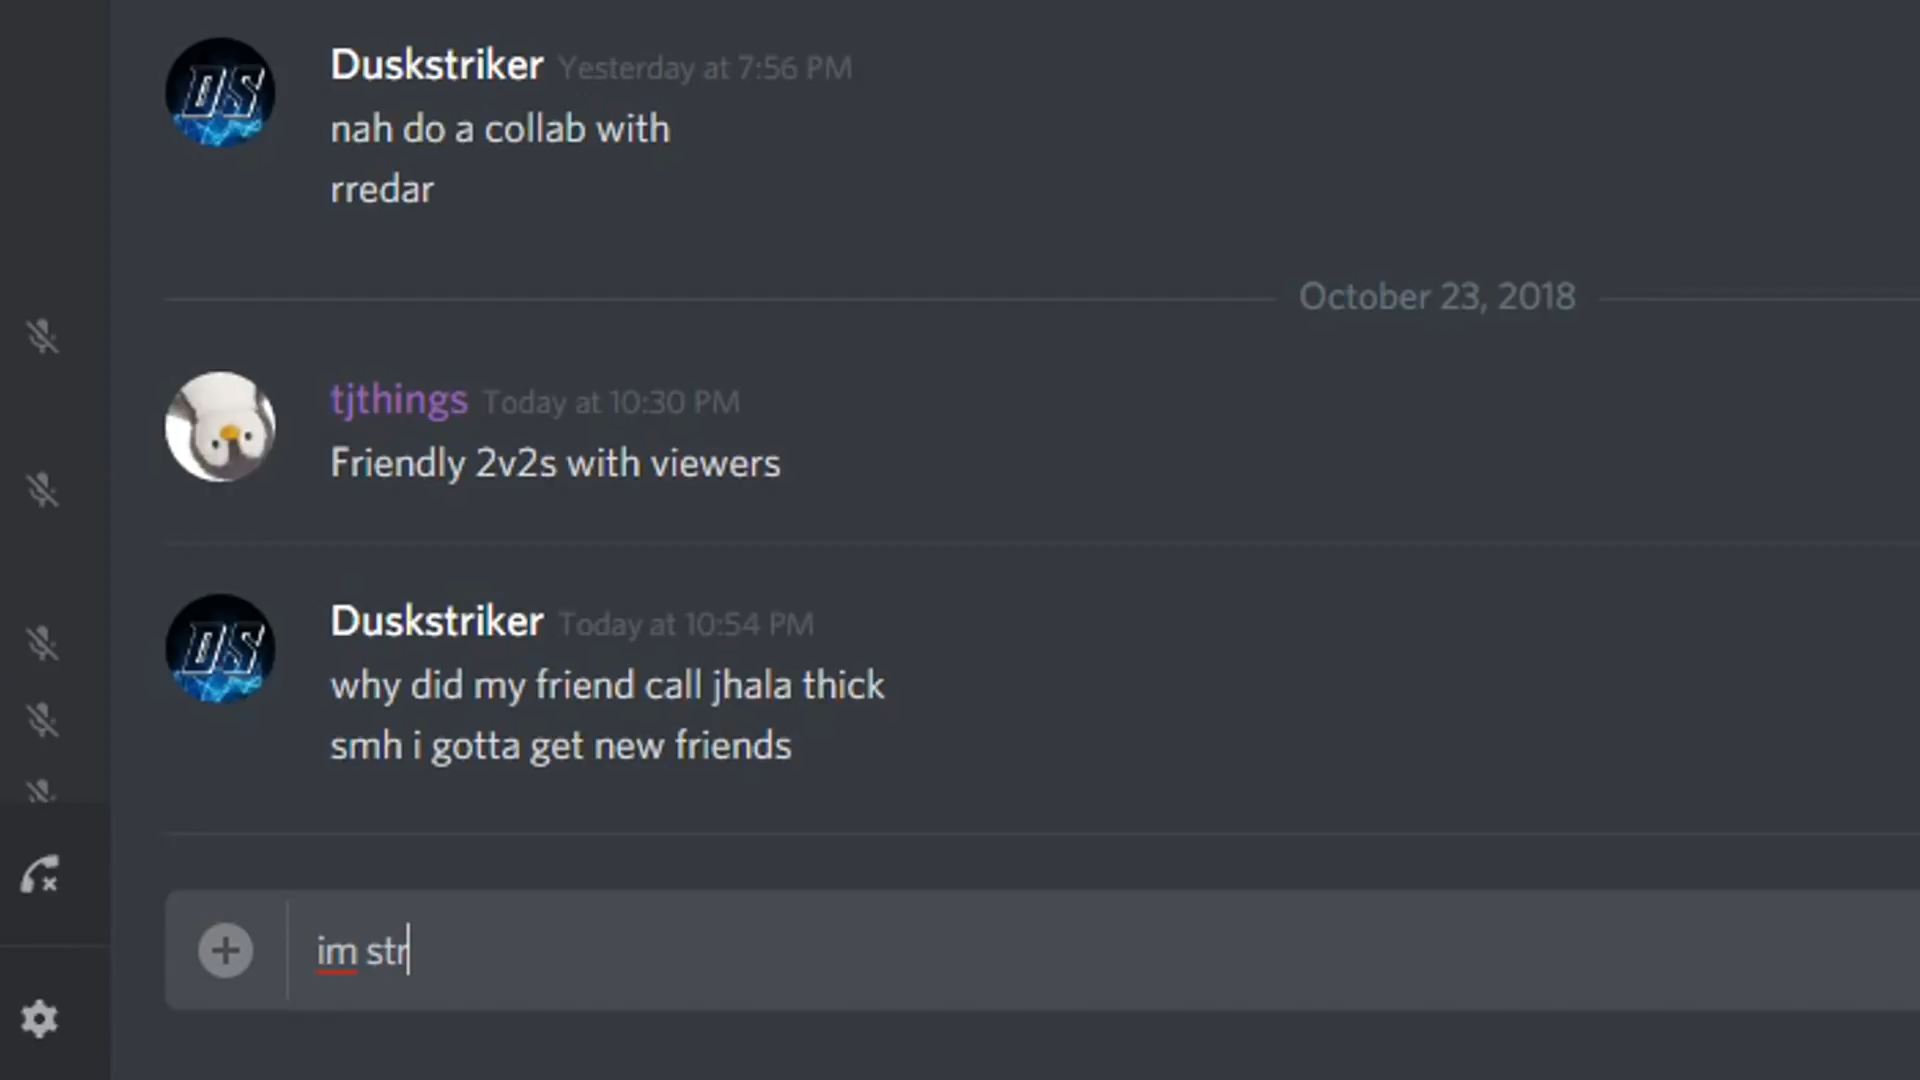 Duskstriker Yesterday at 7:56 PM
nah do a collab with
rredar
October 23, 2018
tjthings Today at 10:30 PM
Friendly 2v2s with viewers
DS
Duskstriker Today at 10:54 PM
why did my friend call jhala thick
smh i gotta get new friends
DS
im str